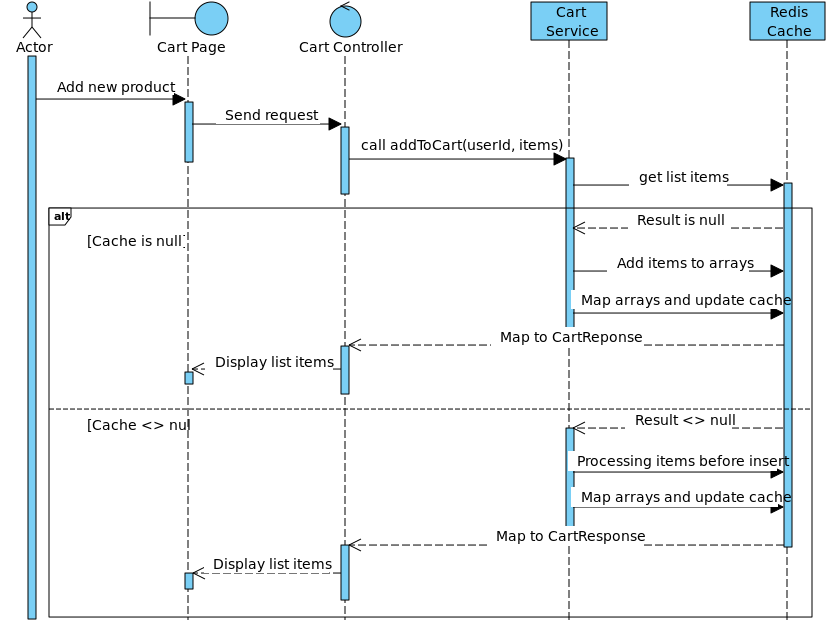 Actor
Cart Page
Cart Controller
Cart
Service
Redis
Cache
Add new product
Send request
call addToCart(userId, items)
get list items
alt
Result is null
[Cache is null]
Add items to arrays
Map arrays and update cache
Map to CartReponse
Display list items
Result <> null
[Cache <> nul
Processing items before insert
Map arrays and update cache
Map to CartResponse
Display list items